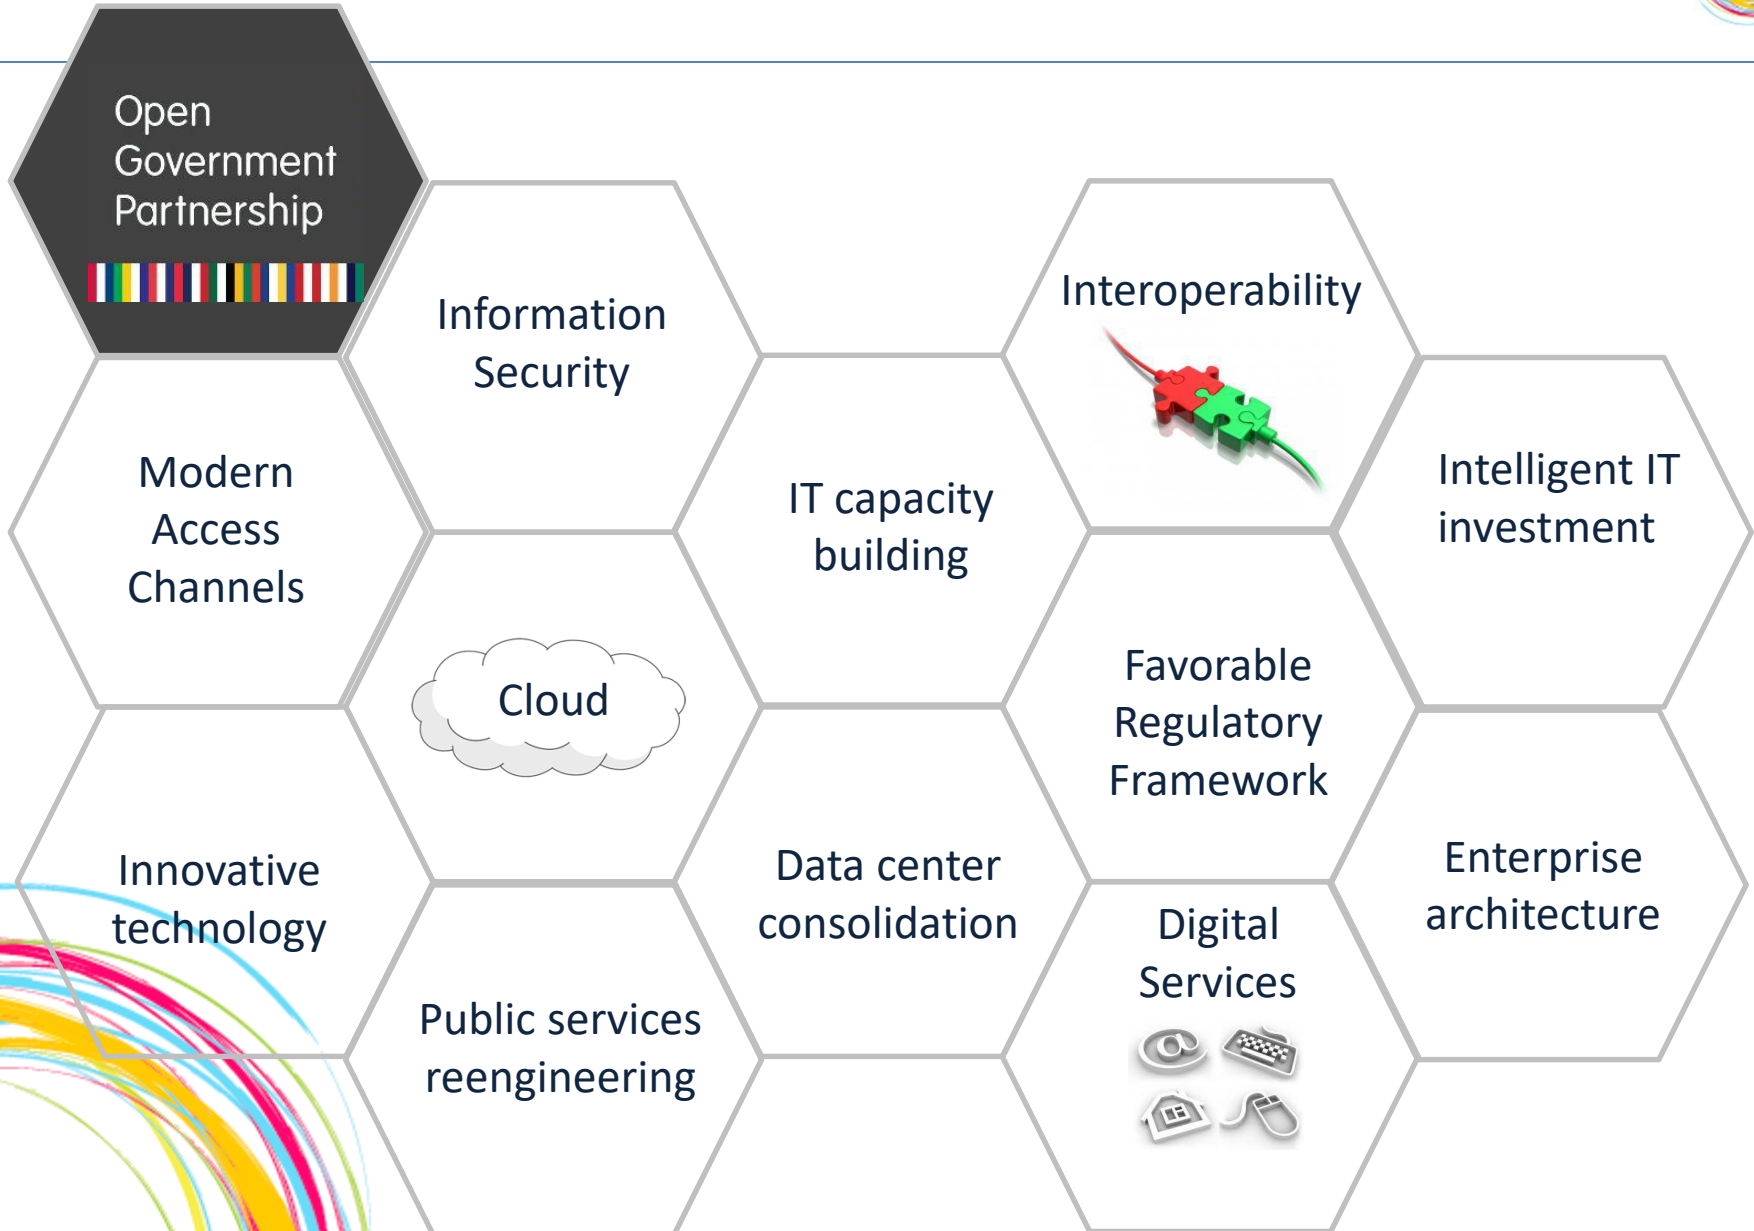 Open
Government
Partnership
Information
Security
Interoperability
Modern
Access
Channels
IT capacity
building
Intelligent IT
investment
Cloud
Favorable
Regulatory
Framework
Innovative
technology
Data center
consolidation
Enterprise
architecture
Digital
Services
Public services
reengineering